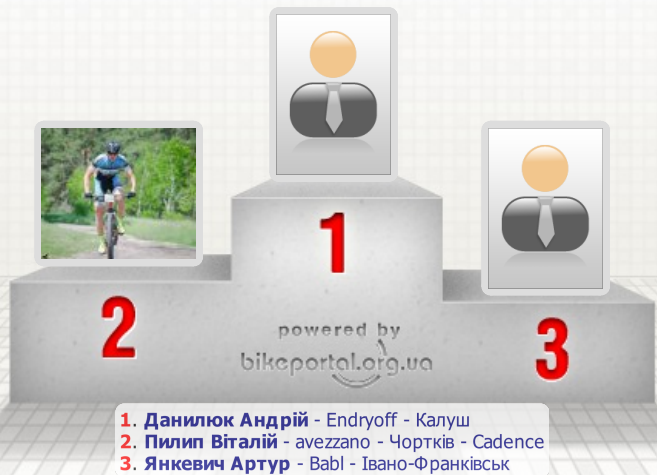 1
2
3
powered by
bikeportal.org.ua
1. Данилюк Андрій - Endryoff - Калуш
2. Пилип Віталій - avezzano - Чортків - Cadence
3. Янкевич Артур - Babl - Івано-Франківськ